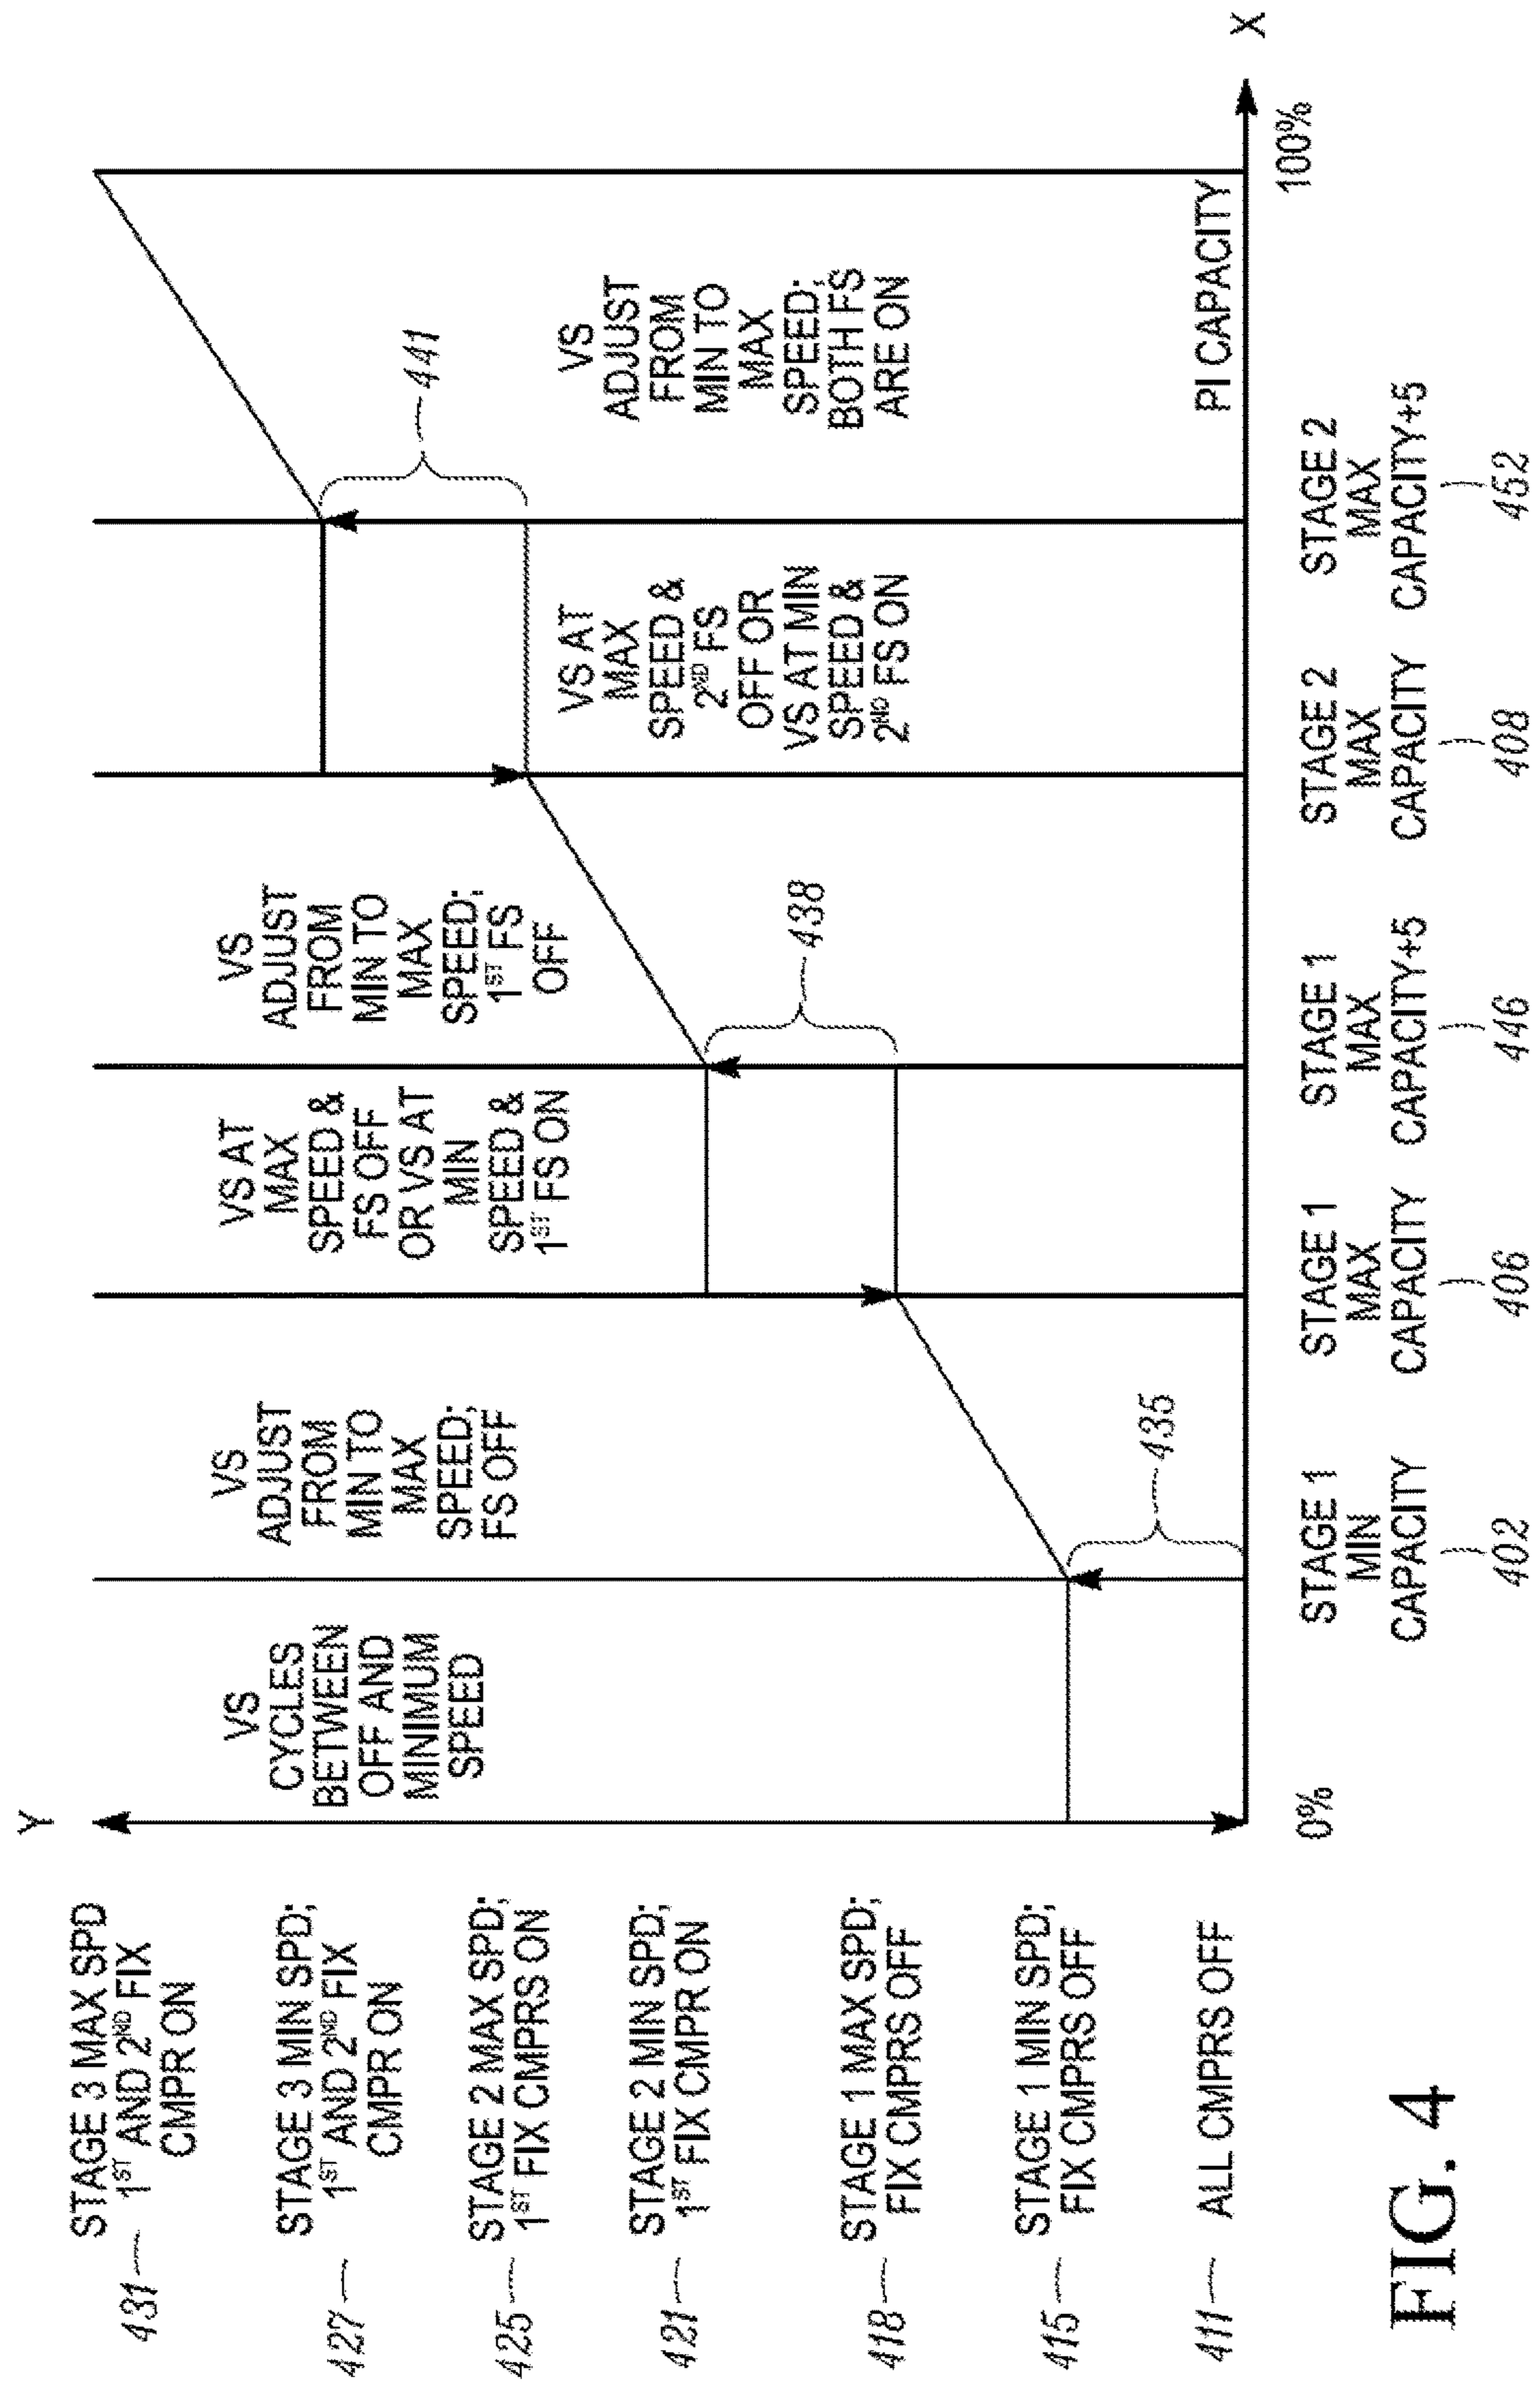 Y
431
STAGE 3 MAX SPD
1ST AND 2ND FIX
CMPR ON
427
STAGE 3 MIN SPD;
1ST AND 2ND FIX
CMPR ON
425
STAGE 2 MAX SPD;
1ST FIX CMPRS ON
421
STAGE 2 MIN SPD;
1ST FIX CMPR ON
418
STAGE 1 MAX SPD;
FIX CMPRS OFF
415
STAGE 1 MIN SPD;
FIX CMPRS OFF
411
ALL CMPRS OFF
VS
CYCLES
BETWEEN
OFF AND
MINIMUM
SPEED
VS
ADJUST
FROM
MIN TO
MAX
SPEED;
FS OFF
VS AT
MAX
SPEED &
FS OFF
OR VS AT
MIN
SPEED &
1ST FS ON
VS
ADJUST
FROM
MIN TO
MAX
SPEED;
1ST FS
OFF
VS AT
MAX
SPEED &
2ND FS
OFF OR
VS AT MIN
SPEED &
2ND FS ON
VS
ADJUST
FROM
MIN TO
MAX
SPEED;
BOTH FS
ARE ON
435
438
441
PI CAPACITY
X
0%
100%
STAGE 1
MIN
CAPACITY
402
STAGE 1
MAX
CAPACITY
406
STAGE 1
MAX
CAPACITY+5
446
STAGE 2
MAX
CAPACITY
408
STAGE 2
MAX
CAPACITY+5
452
FIG. 4